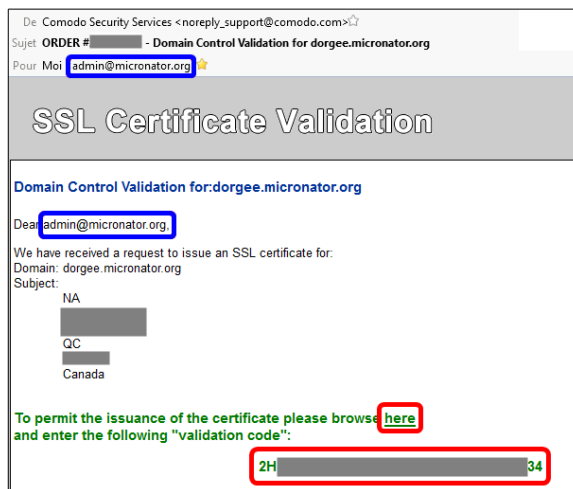 De Comodo Security Services <noreply_support@comodo.com>
Sujet ORDER # - Domain Control Validation for dorgee.micronator.org
Pour Moi admin@micronator.org
SSL Certificate Validation
Domain Control Validation for:dorgee.micronator.org
Dear admin@micronator.org,
We have received a request to issue an SSL certificate for:
Domain: dorgee.micronator.org
Subject:
NA
QC
Canada
To permit the issuance of the certificate please browse here
and enter the following "validation code":
2H 34